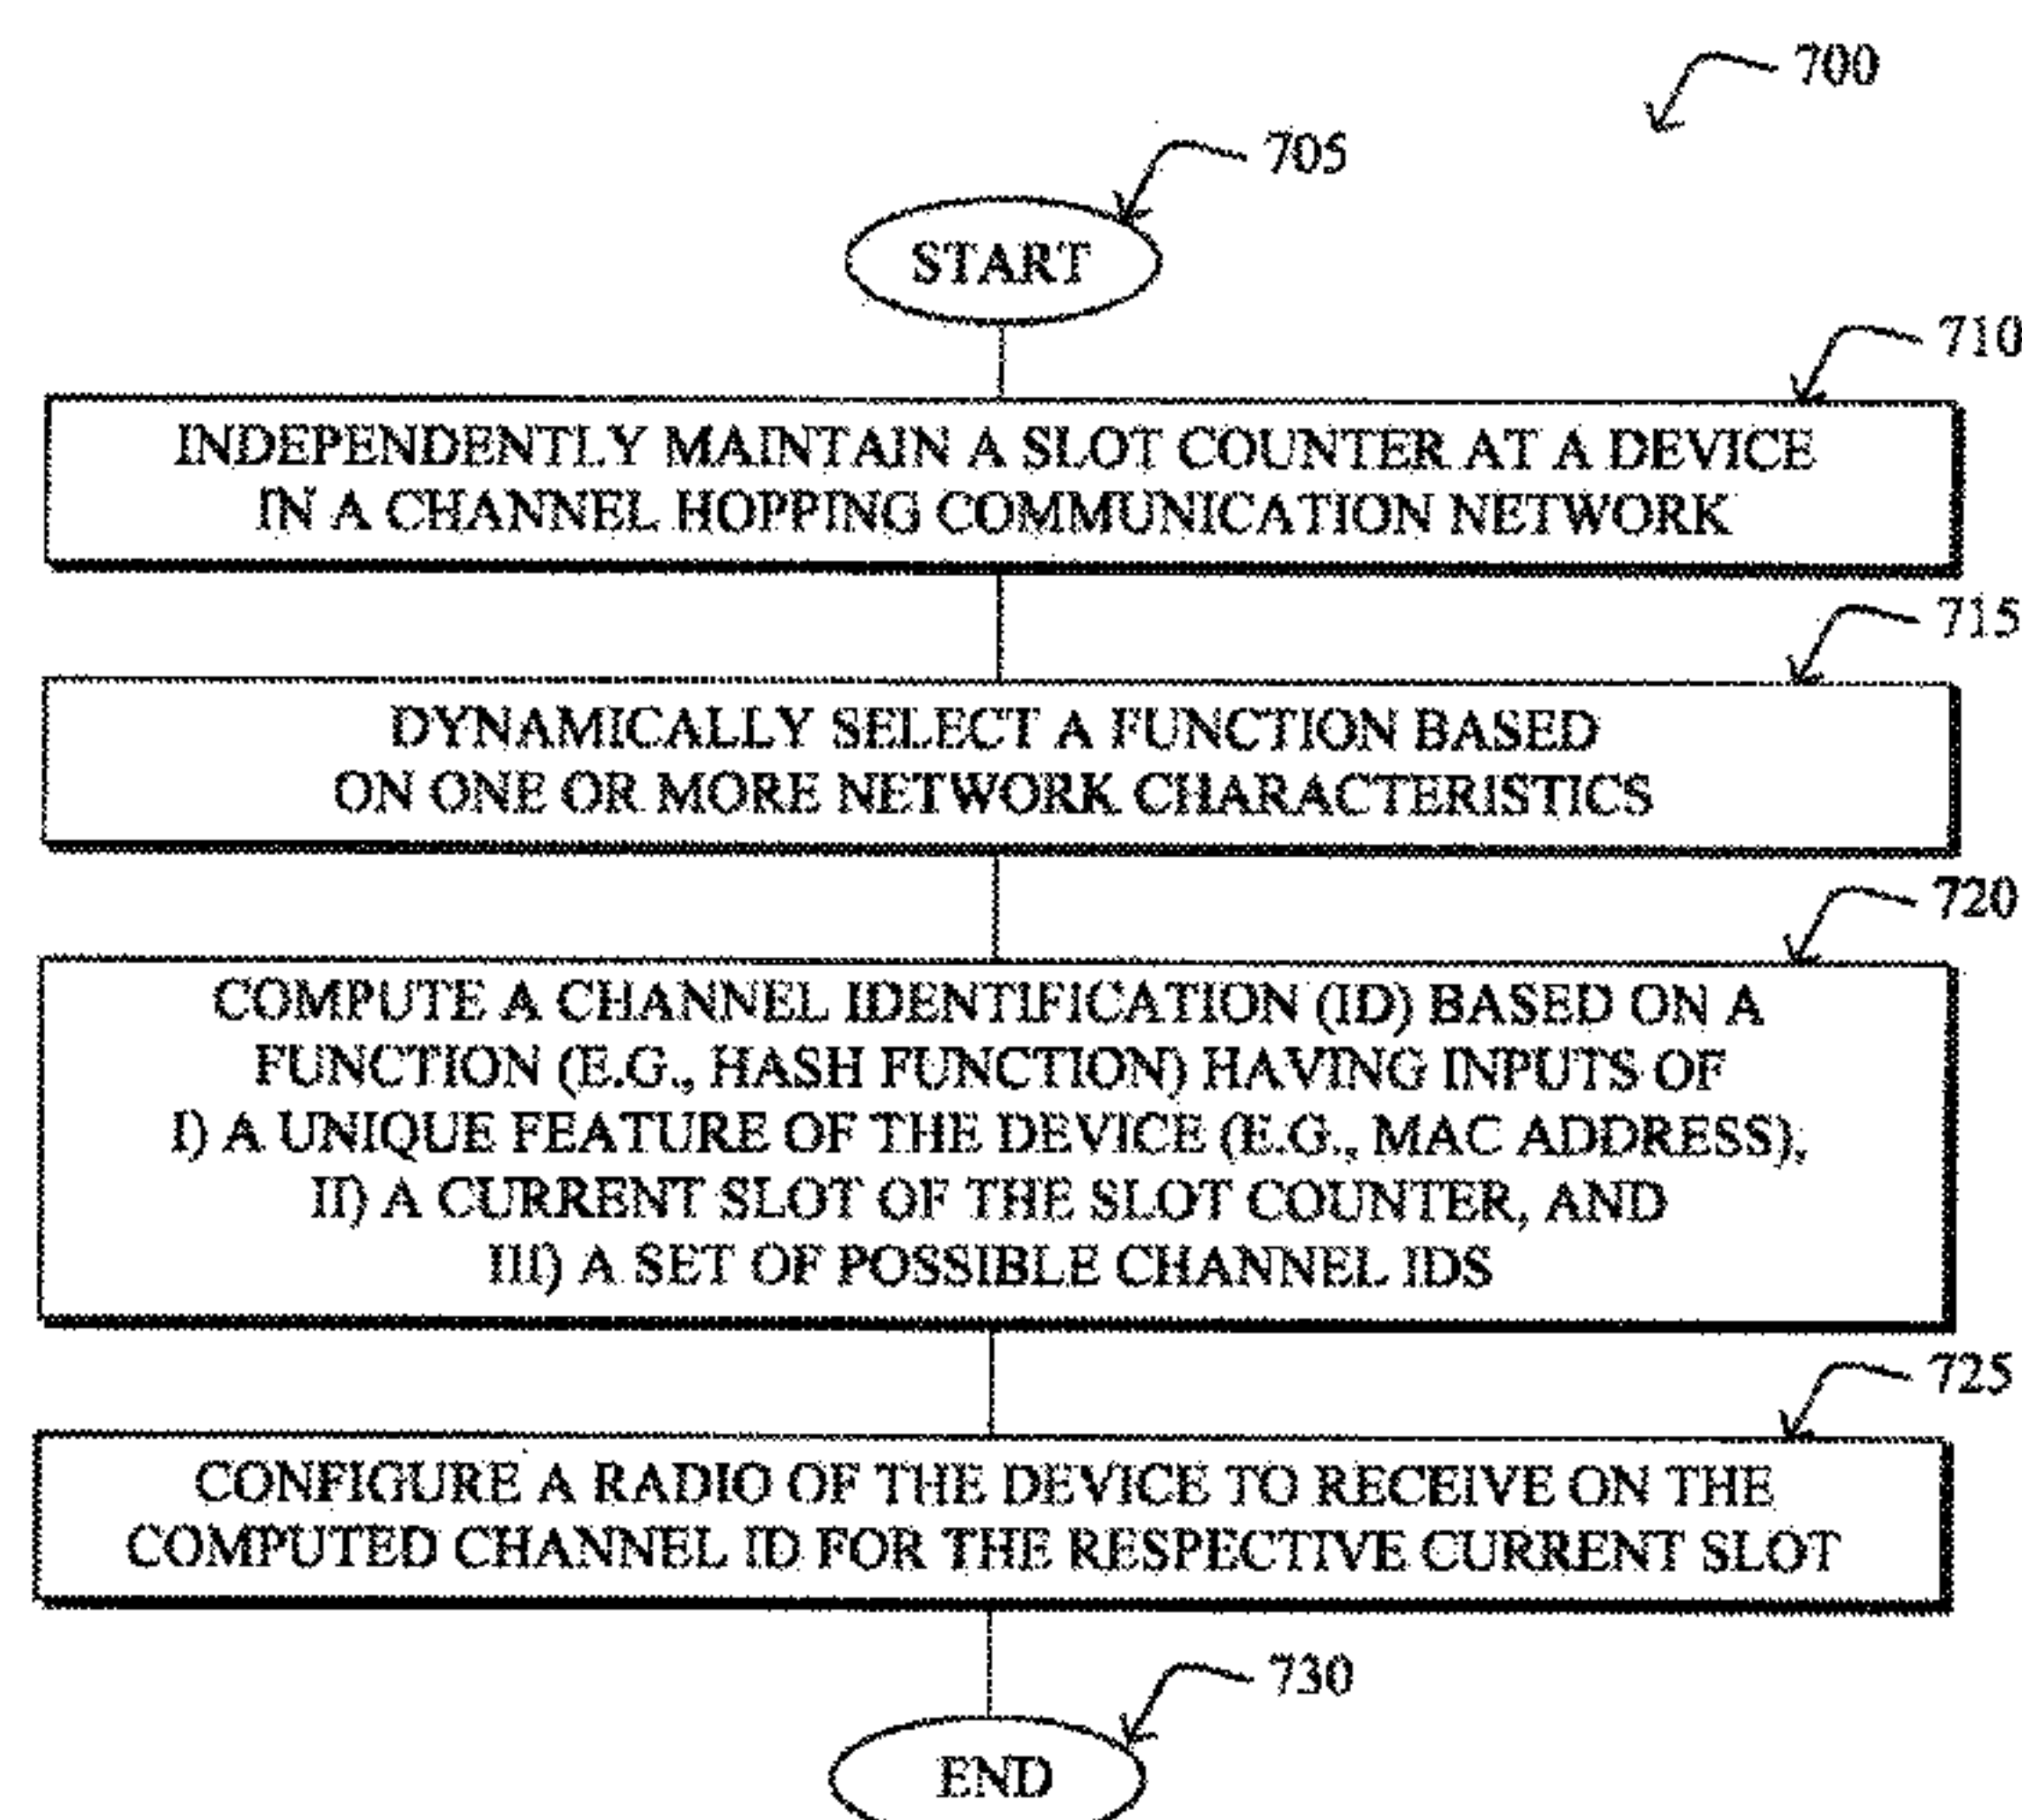 700
705
START
710
INDEPENDENTLY MAINTAIN A SLOT COUNTER AT A DEVICE
IN A CHANNEL HOPPING COMMUNICATION NETWORK
715
DYNAMICALLY SELECT A FUNCTION BASED
ON ONE OR MORE NETWORK CHARACTERISTICS
720
COMPUTE A CHANNEL IDENTIFICATION (ID) BASED ON A
FUNCTION (E.G., HASH FUNCTION) HAVING INPUTS OF
I) A UNIQUE FEATURE OF THE DEVICE (E.G., MAC ADDRESS),
II) A CURRENT SLOT OF THE SLOT COUNTER, AND
III) A SET OF POSSIBLE CHANNEL IDS
725
CONFIGURE A RADIO OF THE DEVICE TO RECEIVE ON THE
COMPUTED CHANNEL ID FOR THE RESPECTIVE CURRENT SLOT
730
END